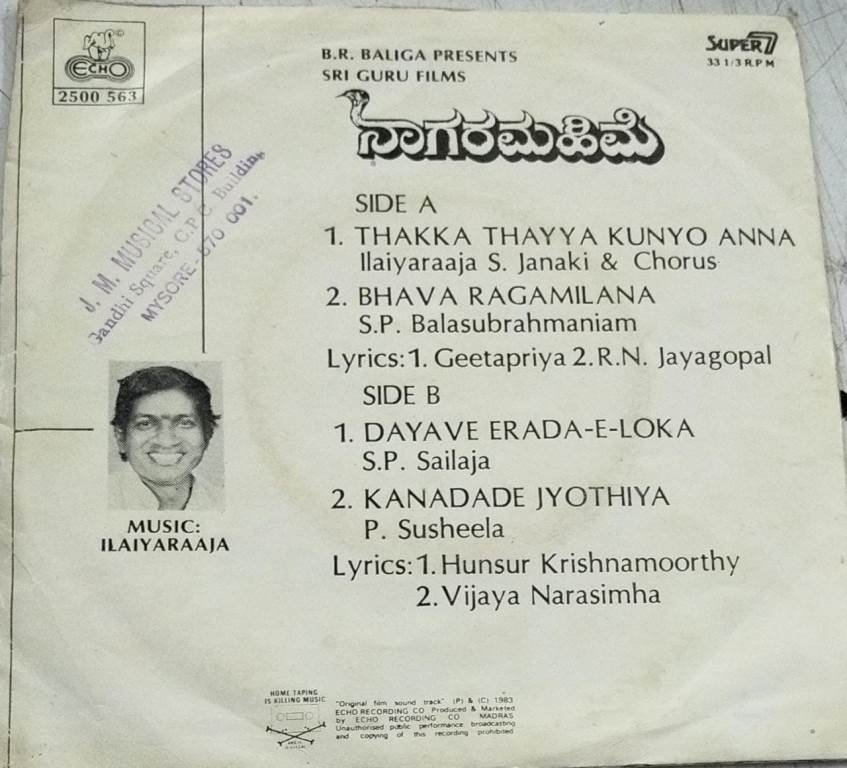 ECHO
2500 563
B.R. BALIGA PRESENTS
SRI GURU FILMS
SUPER 7
33 1/3 R.P M
ನಾಗರಮಹಿಮೆ
J. M. MUSICAL STORES
Gandhi Square, C.P.C. Building
MYSORE-570 001.
SIDE A
1. THAKKA THAYYA KUNYO ANNA
Ilaiyaraaja S. Janaki & Chorus
2. BHAVA RAGAMILANA
S.P. Balasubrahmaniam
Lyrics:1. Geetapriya 2.R.N. Jayagopal
SIDE B
1. DAYAVE ERADA-E-LOKA
S.P. Sailaja
2. KANADADE JYOTHIYA
P. Susheela
Lyrics:1. Hunsur Krishnamoorthy
2.Vijaya Narasimha
MUSIC:
ILAIYARAAJA
HOME TAPING
IS KILLING MUSIC
"Original film sound track" (P) & (C) 1983
ECHO RECORDING CO Produced & Marketed
by ECHO RECORDING CO MADRAS
Unauthorised public performance broadcasting
and copying of this recording prohibited